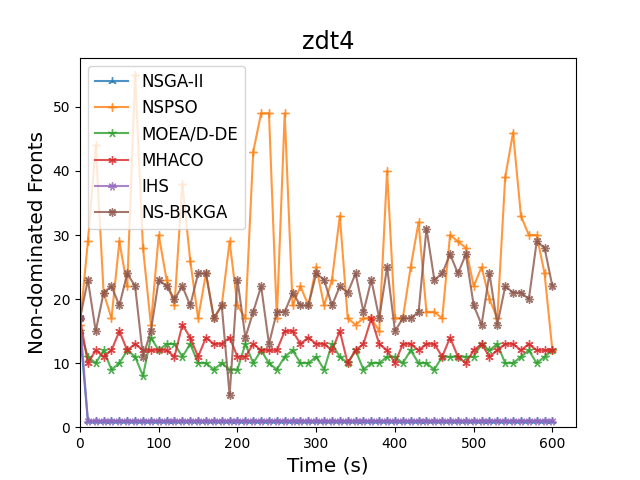 zdt4
Non-dominated Fronts
50
40
30
20
10
0
NSGA-II
NSPSO
MOEA/D-DE
MHACO
IHS
NS-BRKGA
0 100 200 300 400 500 600
Time (s)